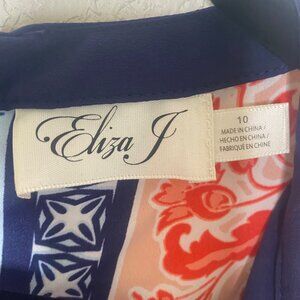 Eliza J
10
MADE IN CHINA /
HECHO EN CHINA /
FABRIQUÉ EN CHINE